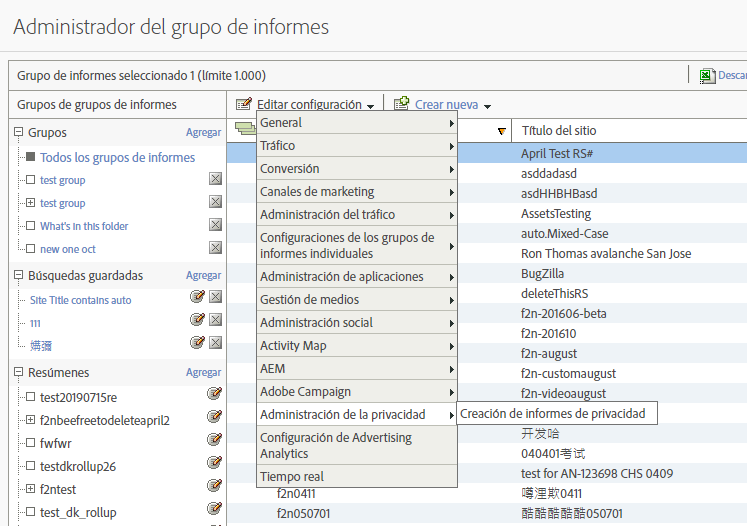 Administrador del grupo de informes
Grupo de informes seleccionado 1 (límite 1.000)
Descar
Grupos de grupos de informes
Editar configuración
Crear nueva
Grupos
Agregar
Todos los grupos de informes
test group
test group
What's in this folder
new one oct
Búsquedas guardadas
Agregar
Site Title contains auto
111
Resúmenes
Agregar
test20190715re
f2nbeefreetodeleteapril2
fwfwr
testdkrollup26
f2ntest
test_dk_rollup
General
Tráfico
Conversión
Canales de marketing
Administración del tráfico
Configuraciones de los grupos de
informes individuales
Administración de aplicaciones
Gestión de medios
Administración social
Activity Map
AEM
Adobe Campaign
Administración de la privacidad
Creación de informes de privacidad
Configuración de Advertising
Analytics
Tiempo real
f2n0411
f2n050701
Título del sitio
April Test RS#
asddadasd
asdHHBHBasd
AssetsTesting
auto.Mixed-Case
Ron Thomas avalanche San Jose
BugZilla
deleteThisRS
f2n-201606-beta
f2n-201610
f2n-august
f2n-customaugust
f2n-videoaugust
开发哈
040401考试
test for AN-123698 CHS 0409
噂浬欺0411
酷酷酷酷酷050701